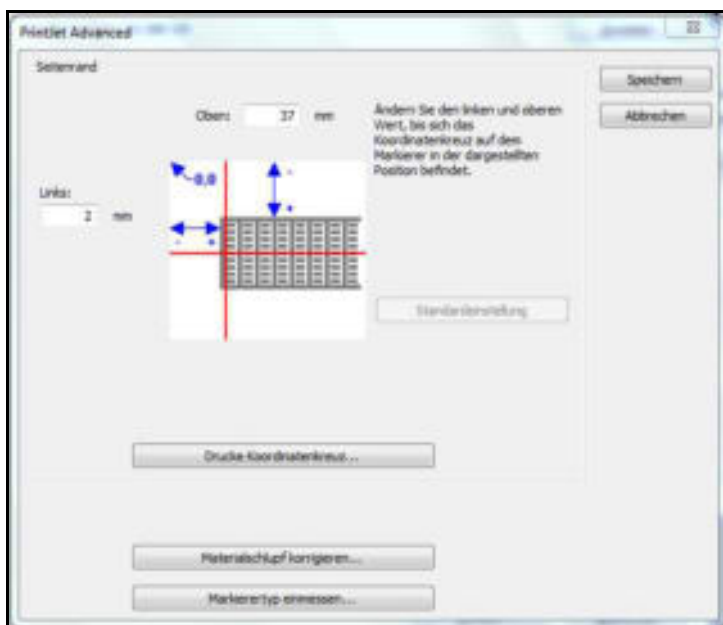 PrintJet Advanced
Seitenrand
Speichern
Oben: 37 mm
Abbrechen
Ändern Sie den linken und oberen
Wert, bis sich das
Koordinatenkreuz auf dem
Markierer in der dargestellten
Position befindet.
0,0
-
+
Links:
2 mm
- +
Standardeinstellung
Drucke Koordinatenkreuz...
Materialschlupf korrigieren...
Markierertyp einmessen...